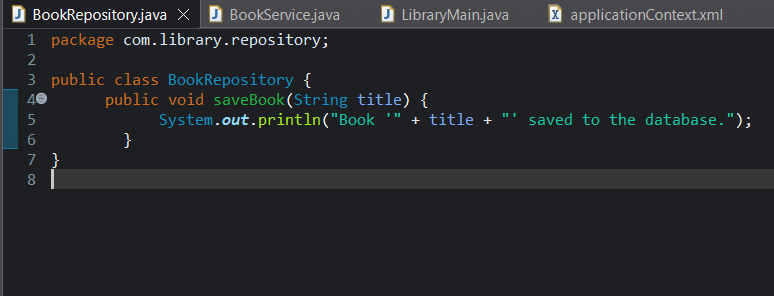 BookRepository.java BookService.java LibraryMain.java applicationContext.xml
1 package com.library.repository;
2
3 public class BookRepository {
4 public void saveBook(String title) {
5 System.out.println("Book '" + title + "' saved to the database.");
6 }
7 }
8